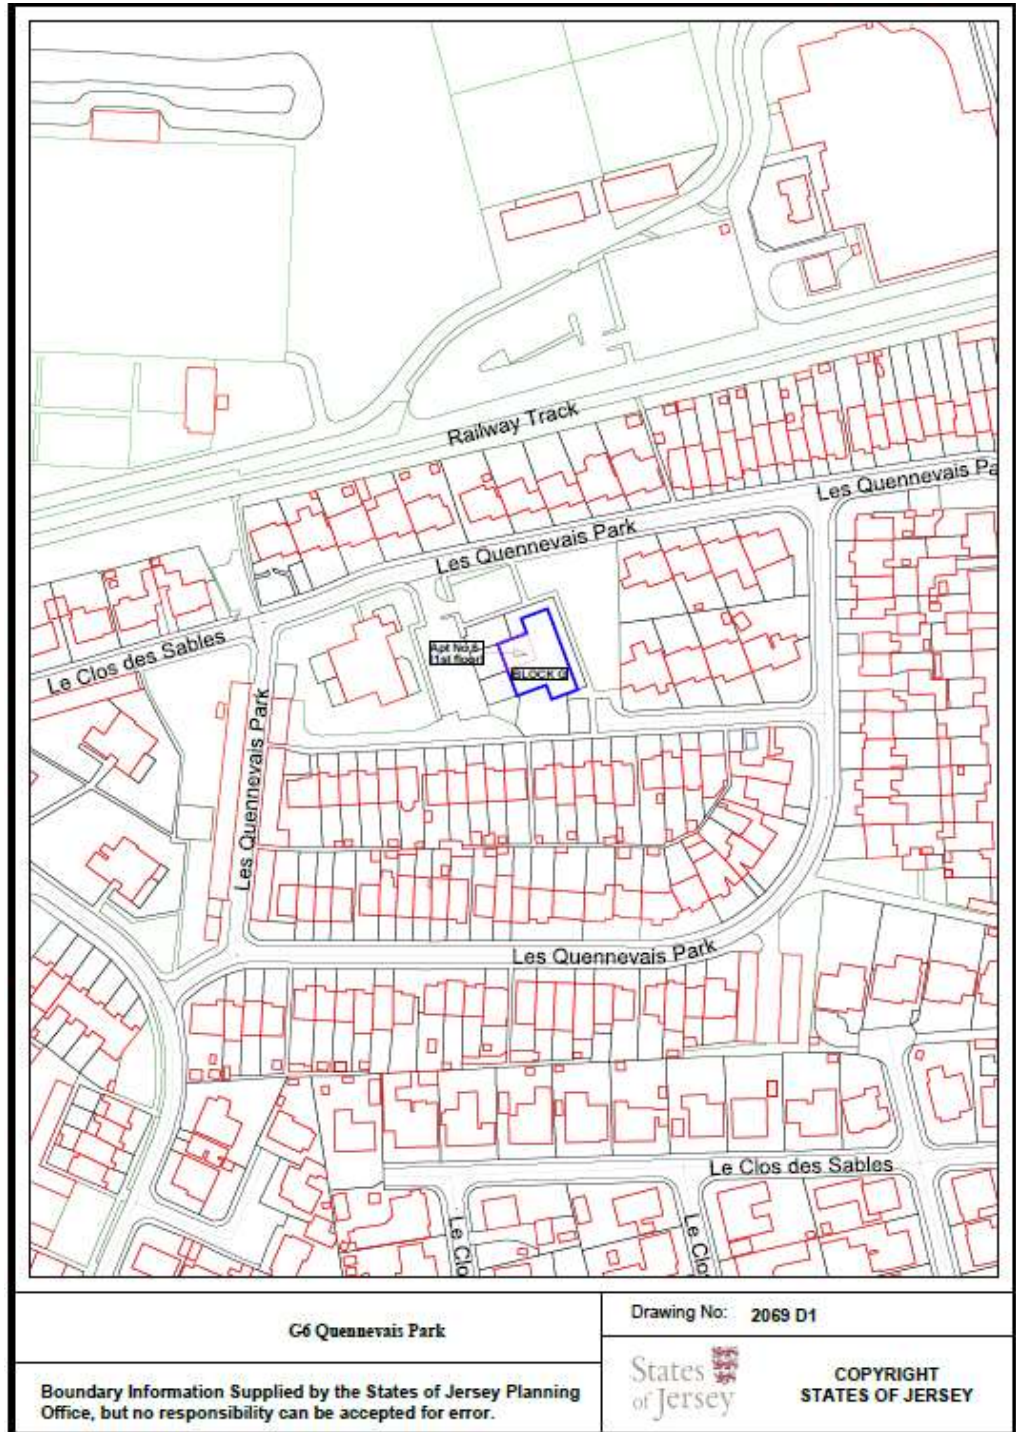 Railway Track
Les Quennevais Pa
Les Quennevais Park
Le Clos des Sables
Apt No.6-
1st floor
BLOCK G
Les Quennevais Park
Les Quennevais Park
Le Clos des Sables
Le Clo
Le Clo
G6 Quennevais Park
Drawing No: 2069 D1
Boundary Information Supplied by the States of Jersey Planning
Office, but no responsibility can be accepted for error.
States
of Jersey
COPYRIGHT
STATES OF JERSEY